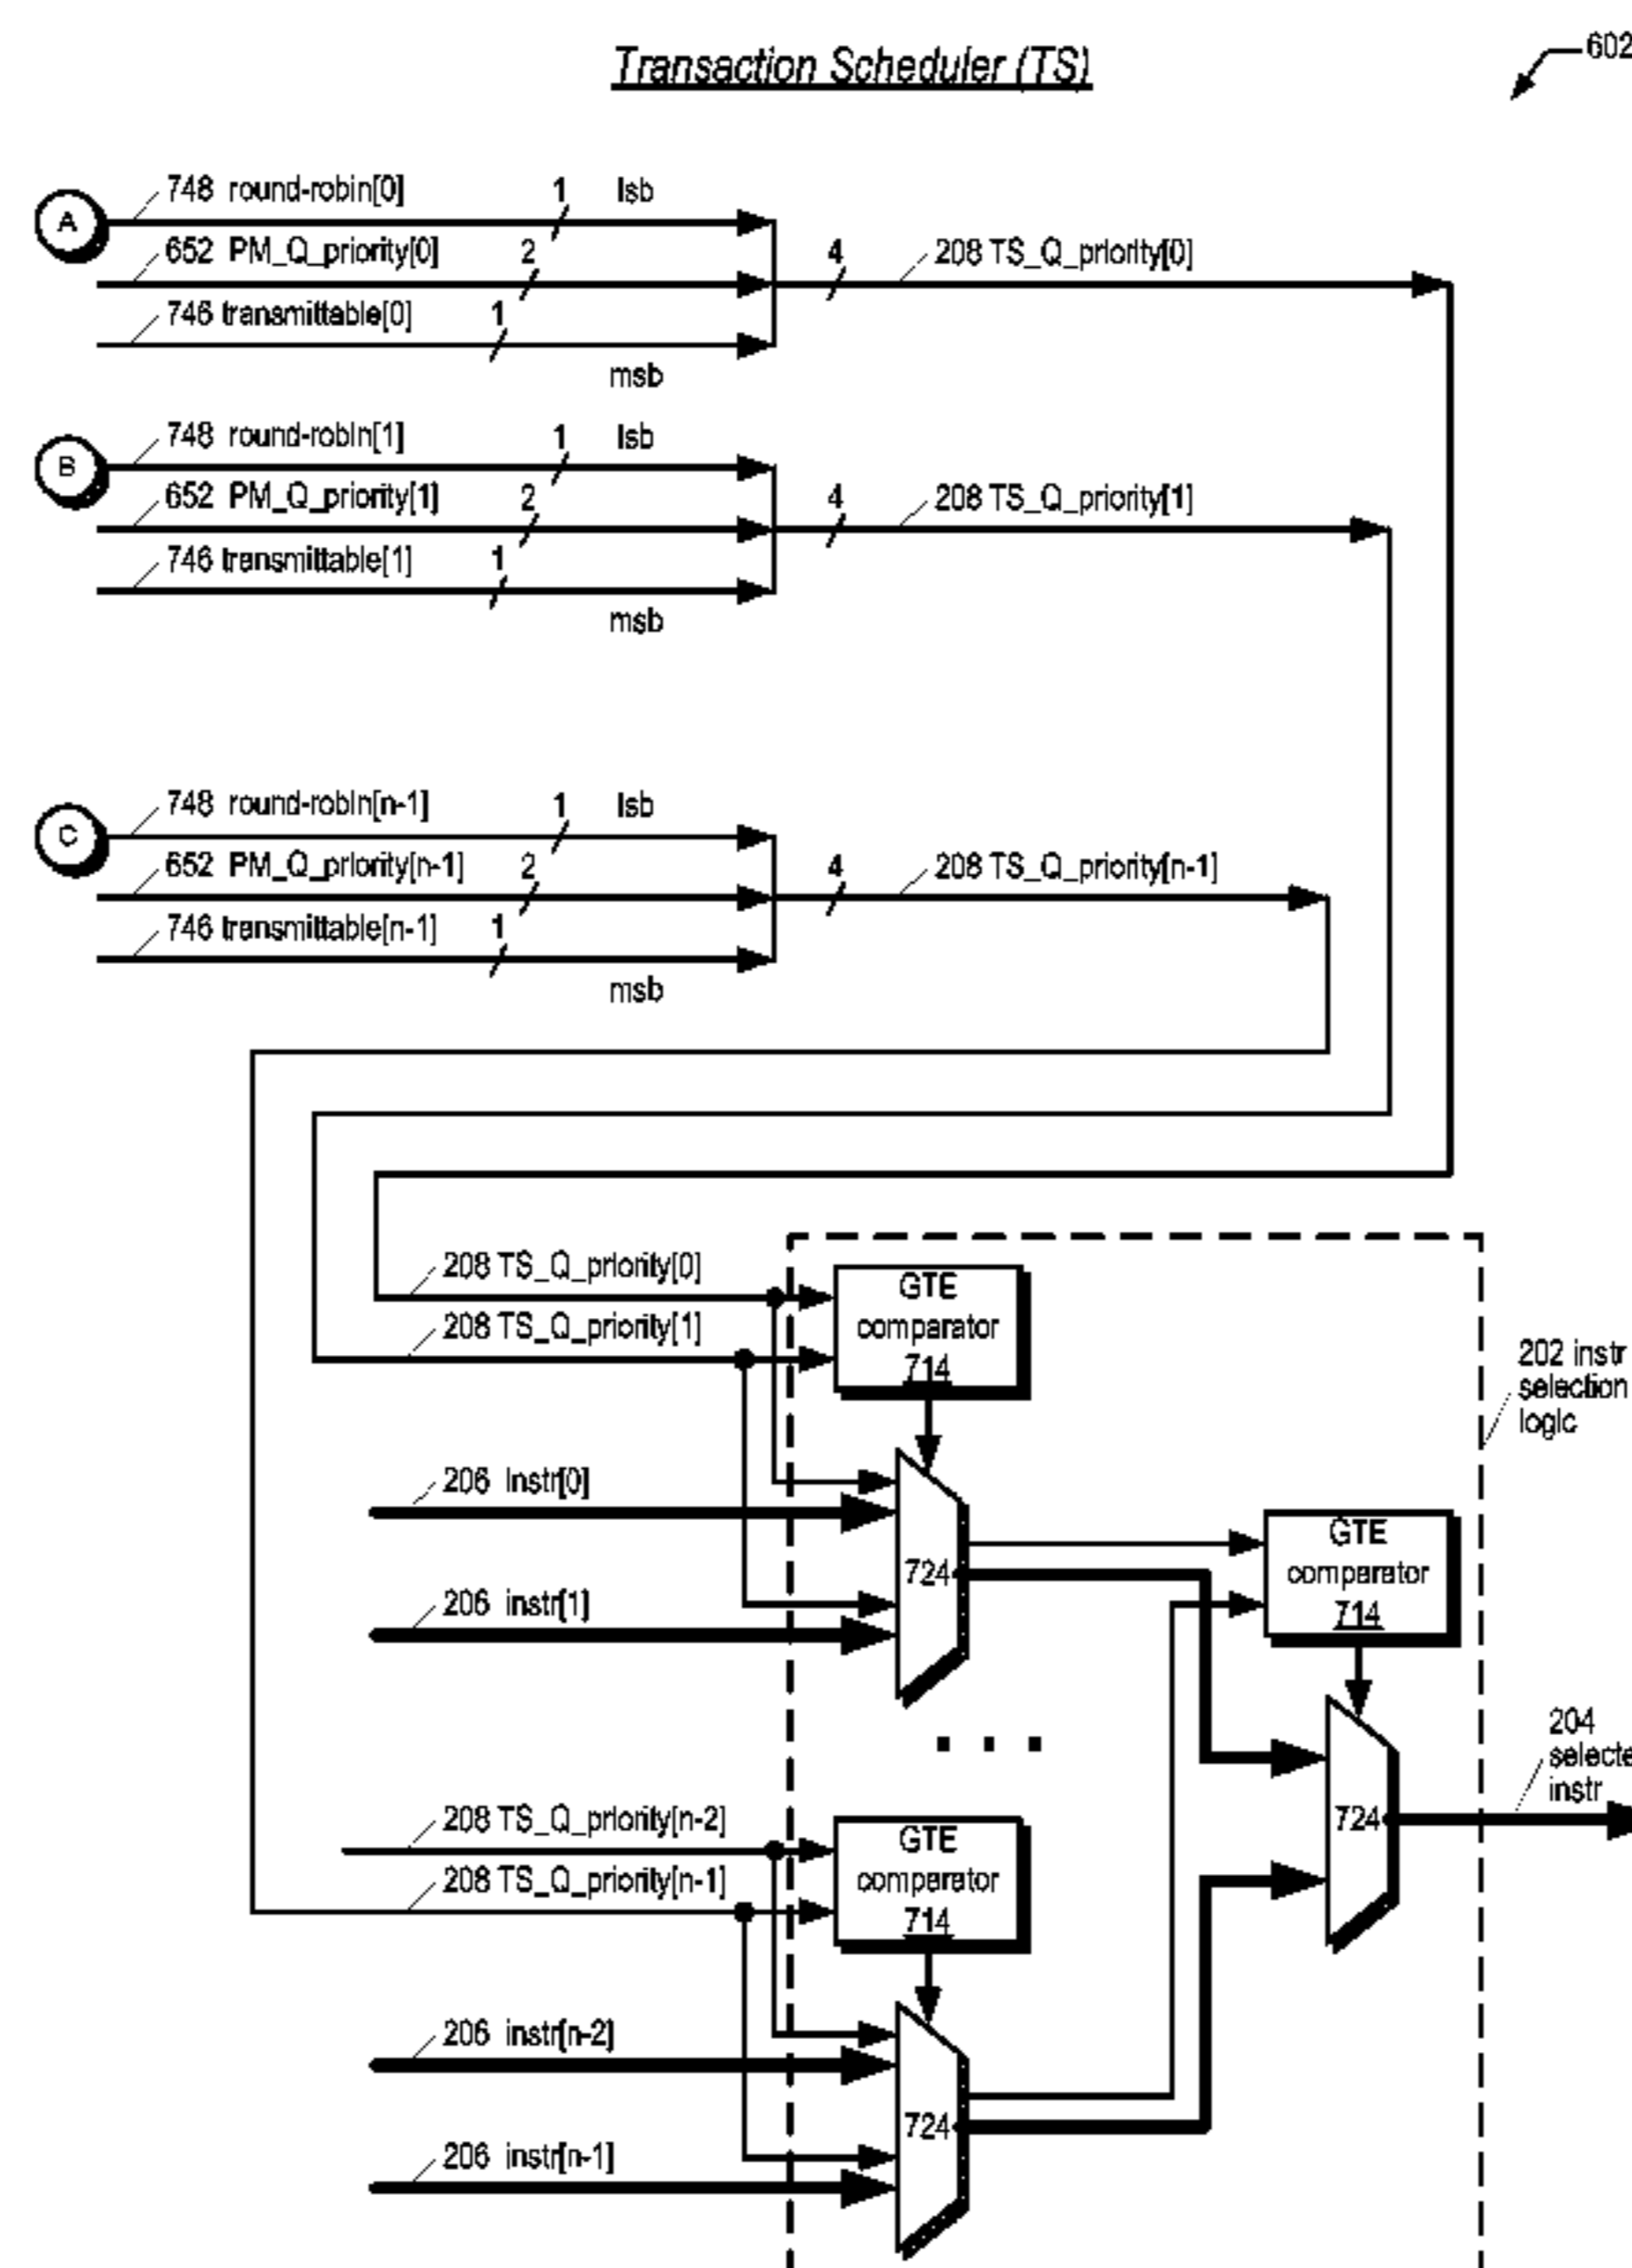 Transaction Scheduler (TS)
602
A
748 round-robin[0] 1 lsb
652 PM_Q_priority[0] 2
4 208 TS_Q_priority[0]
746 transmittable[0] 1
msb
B
748 round-robin[1] 1 lsb
652 PM_Q_priority[1] 2
4 208 TS_Q_priority[1]
746 transmittable[1] 1
msb
C
748 round-robin[n-1] 1 lsb
652 PM_Q_priority[n-1] 2
4 208 TS_Q_priority[n-1]
746 transmittable[n-1] 1
msb
208 TS_Q_priority[0]
208 TS_Q_priority[1]
GTE
comparator
714
202 instr
selection
logic
206 instr[0]
206 instr[1]
724
GTE
comparator
714
. . .
204
selecte
instr
724
208 TS_Q_priority[n-2]
208 TS_Q_priority[n-1]
GTE
comparator
714
206 instr[n-2]
206 instr[n-1]
724